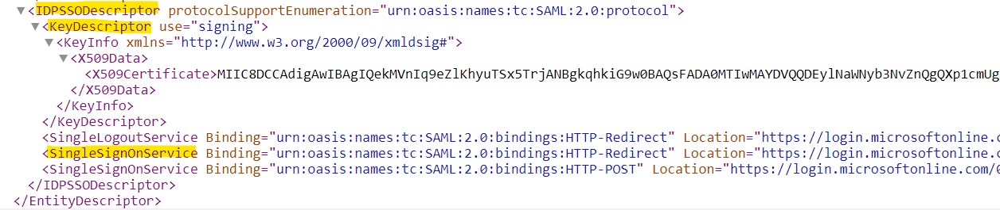 ▼<IDPSSODescriptor protocolSupportEnumeration="urn:oasis:names:tc:SAML:2.0:protocol">
▼<KeyDescriptor use="signing">
▼<KeyInfo xmlns="http://www.w3.org/2000/09/xmldsig#">
▼<X509Data>
<X509Certificate>MIIC8DCCAdigAwIBAgIQekMVnIq9eZlKhyuTSx5TrjANBgkqhkiG9w0BAQsFADA0MTIwMAYDVQQDEylNaWNyb3NvZnQgQXp1cmUg
</X509Data>
</KeyInfo>
</KeyDescriptor>
<SingleLogoutService Binding="urn:oasis:names:tc:SAML:2.0:bindings:HTTP-Redirect" Location="https://login.microsoftonline.c
<SingleSignOnService Binding="urn:oasis:names:tc:SAML:2.0:bindings:HTTP-Redirect" Location="https://login.microsoftonline.c
<SingleSignOnService Binding="urn:oasis:names:tc:SAML:2.0:bindings:HTTP-POST" Location="https://login.microsoftonline.com/0
</IDPSSODescriptor>
</EntityDescriptor>